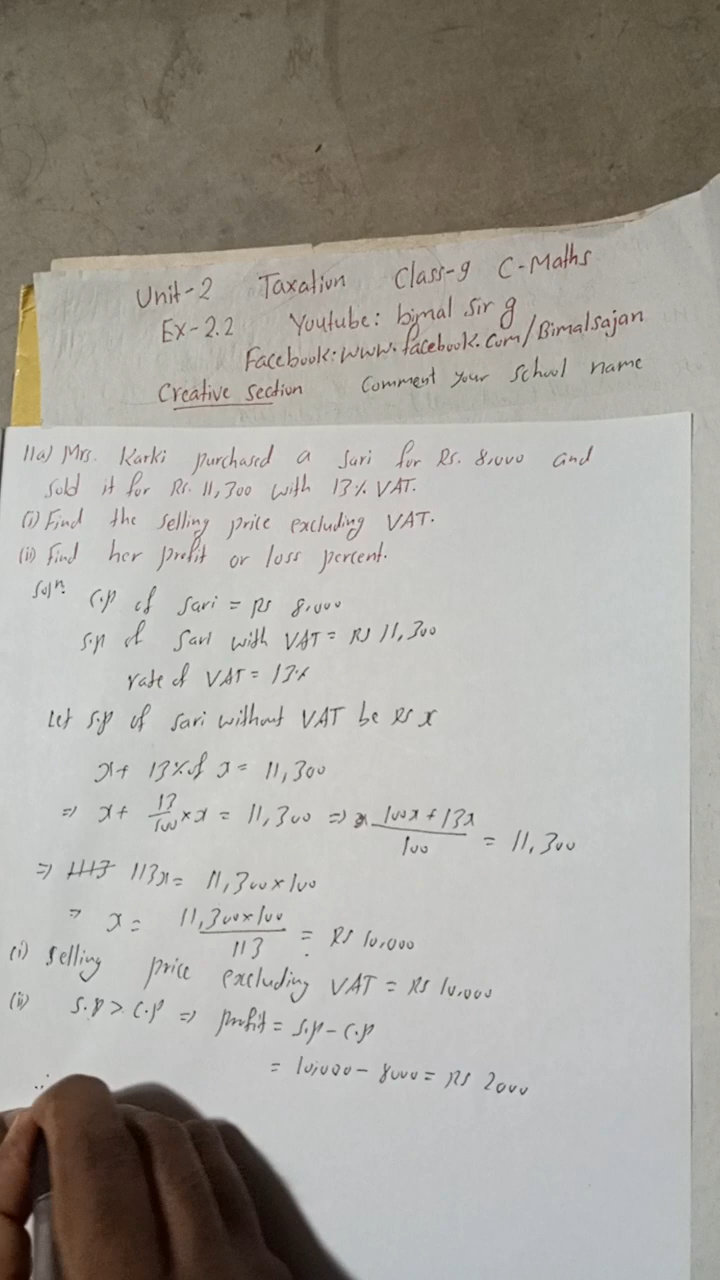 Unit-2 Taxation Class-9 C-Maths
Ex-2.2 Youtube: bimal sir g
Facebook: www.facebook.com/Bimalsajan
Creative section Comment your school name
11a) Mrs. Karki purchased a sari for Rs. 8,000 and
sold it for Rs. 11,300 with 13% VAT.
(i) Find the selling price excluding VAT.
(ii) Find her profit or loss percent.
Soln.
C.p of sari = Rs 8,000
s.p of sari with VAT = Rs 11,300
rate of VAT = 13%
Let s.p of sari without VAT be Rs x
x + 13% of x = 11,300
⇒ x + 13/100 × x = 11,300 ⇒ 100x + 13x/100 = 11,300
⇒ 113x = 11,300 × 100
⇒ x = 11,300 × 100/113 = Rs 10,000
(i) selling price excluding VAT = Rs 10,000
(ii) S.P > C.P ⇒ profit = s.p - c.p
= 10,000 - 8000 = Rs 2000